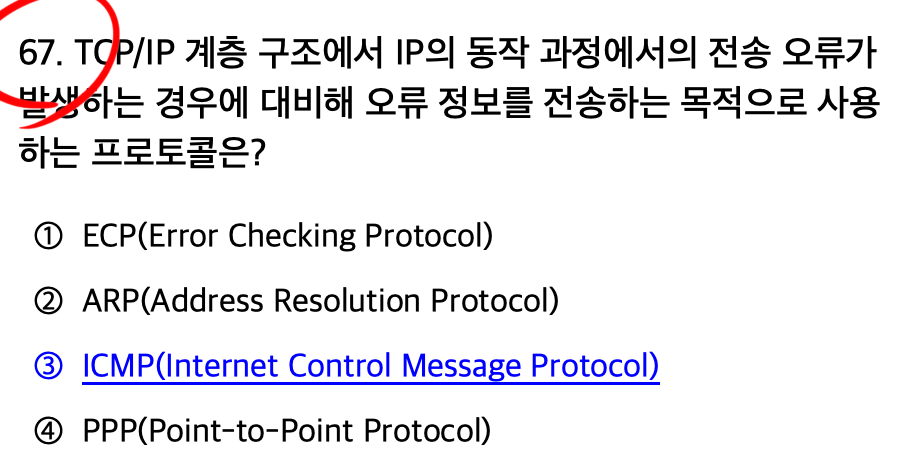 67. TCP/IP 계층 구조에서 IP의 동작 과정에서의 전송 오류가
발생하는 경우에 대비해 오류 정보를 전송하는 목적으로 사용
하는 프로토콜은?
① ECP(Error Checking Protocol)
② ARP(Address Resolution Protocol)
③ ICMP(Internet Control Message Protocol)
④ PPP(Point-to-Point Protocol)